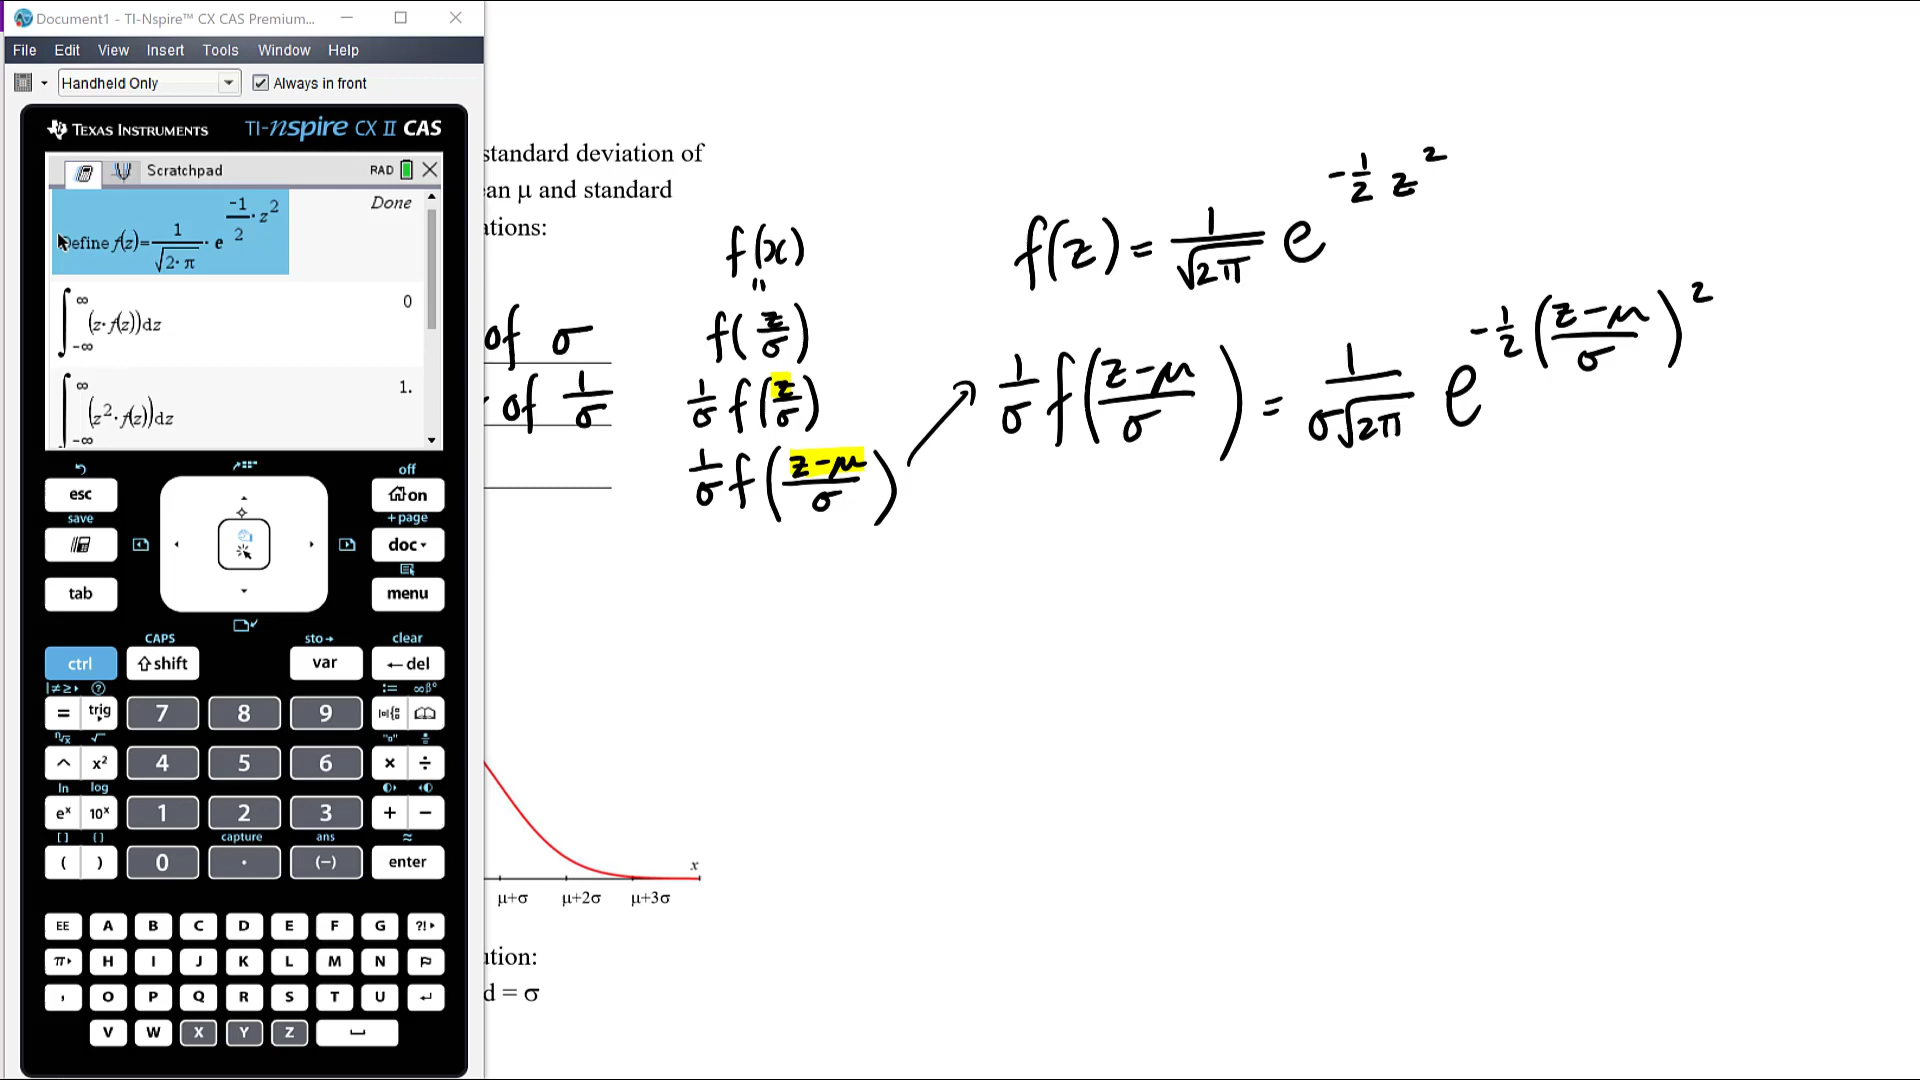 Document1 - TI-Nspire™ CX CAS Premium...
File Edit View Insert Tools Window Help
Handheld Only Always in front
TEXAS INSTRUMENTS TI-nspire CX II CAS
Scratchpad RAD
Define f(z)=1/√(2·π)·e^(-1/2·z^2) Done
∫_-∞^∞ (z·f(z))dz 0
∫_-∞^∞ (z^2·f(z))dz 1.
off
esc on
save +page
doc
tab menu
CAPS sto→ clear
ctrl shift var ←del
|≠≥▸ := ∞β°
= trig 7 8 9
ⁿ√x √ "□"
^ x² 4 5 6 × ÷
ln log
eˣ 10ˣ 1 2 3 + −
[ ] { } capture ans ≈
( ) 0 . (−) enter
EE A B C D E F G ?!▸
π▸ H I J K L M N
, O P Q R S T U ↵
V W X Y Z
standard deviation of
an μ and standard
tions:
of σ
of 1/σ
f(x)
"
f(z/σ)
1/σ f(z/σ)
1/σ f((z-μ)/σ)
f(z) = 1/√(2π) e^(-1/2 z^2)
1/σ f((z-μ)/σ) = 1/(σ√(2π)) e^(-1/2 ((z-μ)/σ)^2)
x
μ+σ μ+2σ μ+3σ
ution:
d = σ